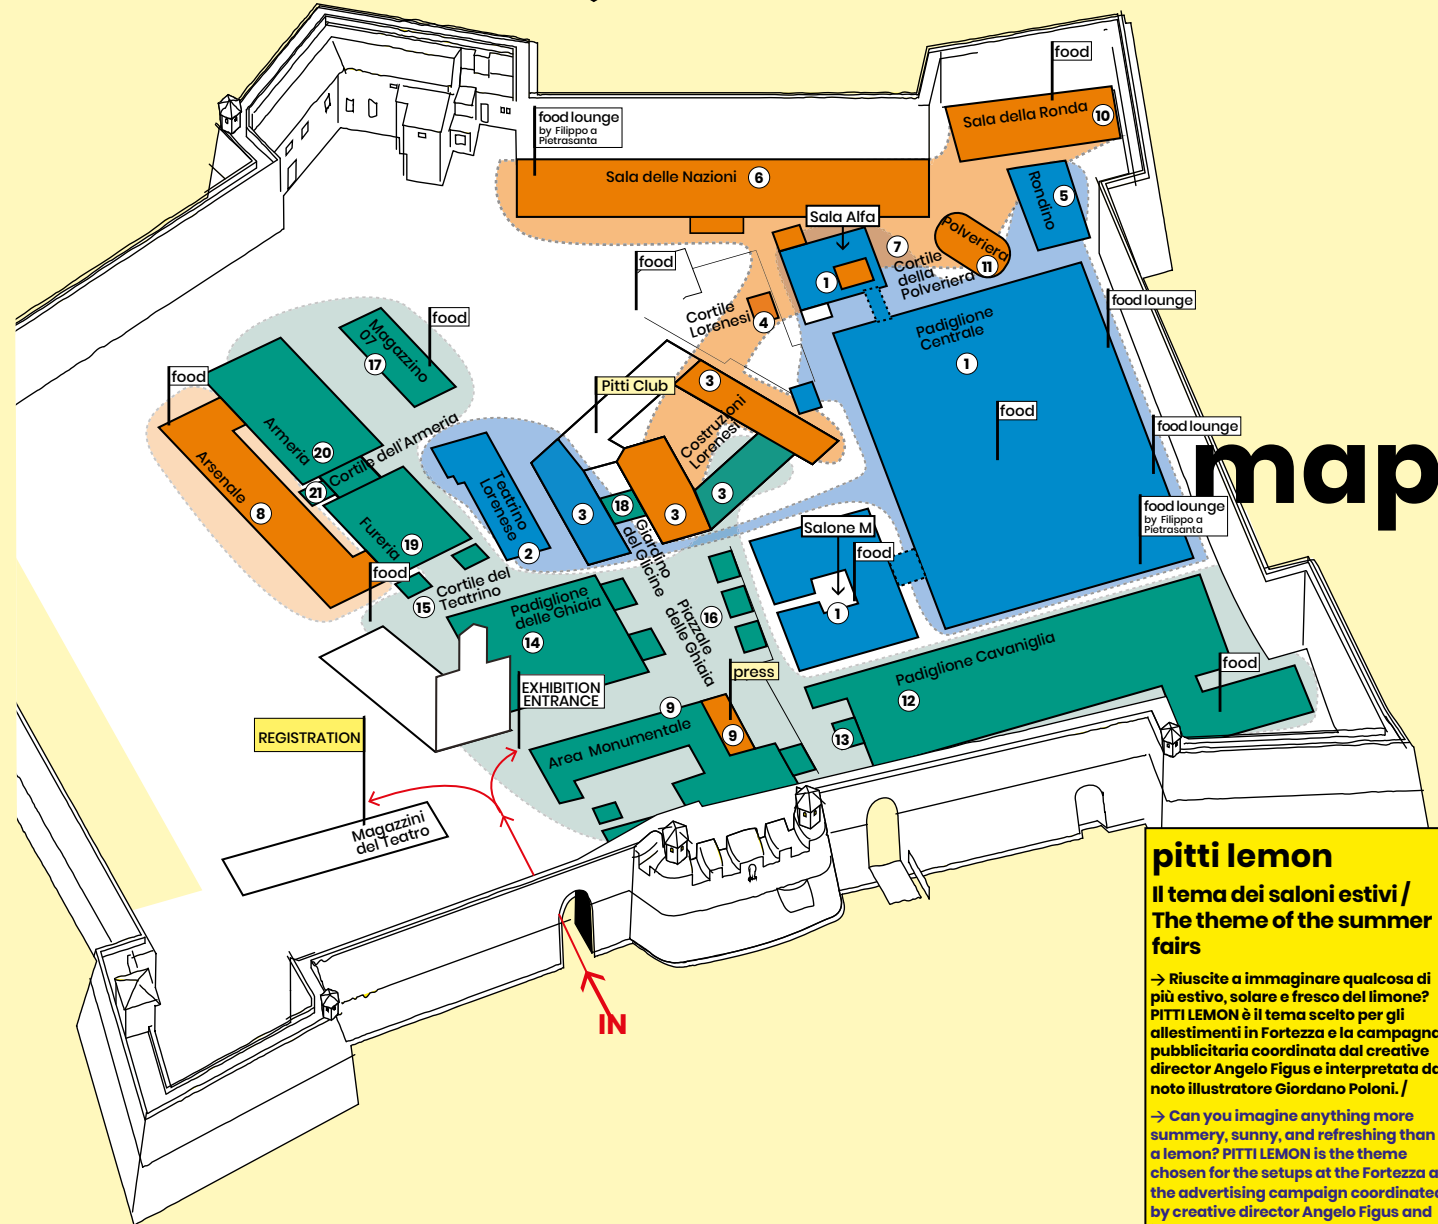 food
food lounge
by Filippo a
Pietrasanta
Sala della Ronda 10
Sala delle Nazioni 6
Rondino
5
Sala Alfa
Polveriera
11
7
Cortile
della
Polveriera
1
food
Cortile
Lorenesi
4
food lounge
Padiglione
Centrale
1
food
Magazzino
07
17
food
Pitti Club
3
food
food lounge
map
Armeria
20
Cortile dell'Armeria
Costruzioni
Lorenesi
Arsenale
8
21
Teatrino
Lorenese
2
3
18
3
3
food lounge
by Filippo a
Pietrasanta
Fureria
19
Giardino
del Glicine
Salone M
food
1
food
15
Cortile del
Teatrino
Padiglione
delle Ghiaia
14
Piazzale
delle Ghiaia
16
Padiglione Cavaniglia
12
food
press
EXHIBITION
ENTRANCE
9
Area Monumentale
9
13
REGISTRATION
Magazzini
del Teatro
IN
pitti lemon
Il tema dei saloni estivi /
The theme of the summer
fairs
→ Riuscite a immaginare qualcosa di
più estivo, solare e fresco del limone?
PITTI LEMON è il tema scelto per gli
allestimenti in Fortezza e la campagna
pubblicitaria coordinata dal creative
director Angelo Figus e interpretata da
noto illustratore Giordano Poloni. /
→ Can you imagine anything more
summery, sunny, and refreshing than
a lemon? PITTI LEMON is the theme
chosen for the setups at the Fortezza a
the advertising campaign coordinated
by creative director Angelo Figus and